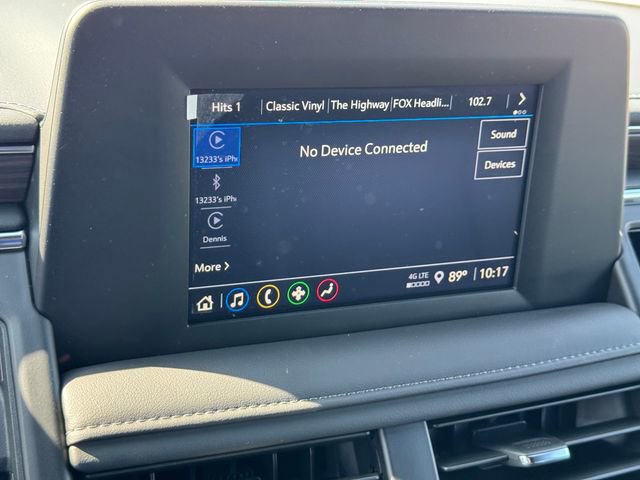 Hits 1 Classic Vinyl The Highway FOX Headli... 102.7 >
13233's iPh
No Device Connected
Sound
Devices
13233's iPh
Dennis
More >
4G LTE 89° 10:17